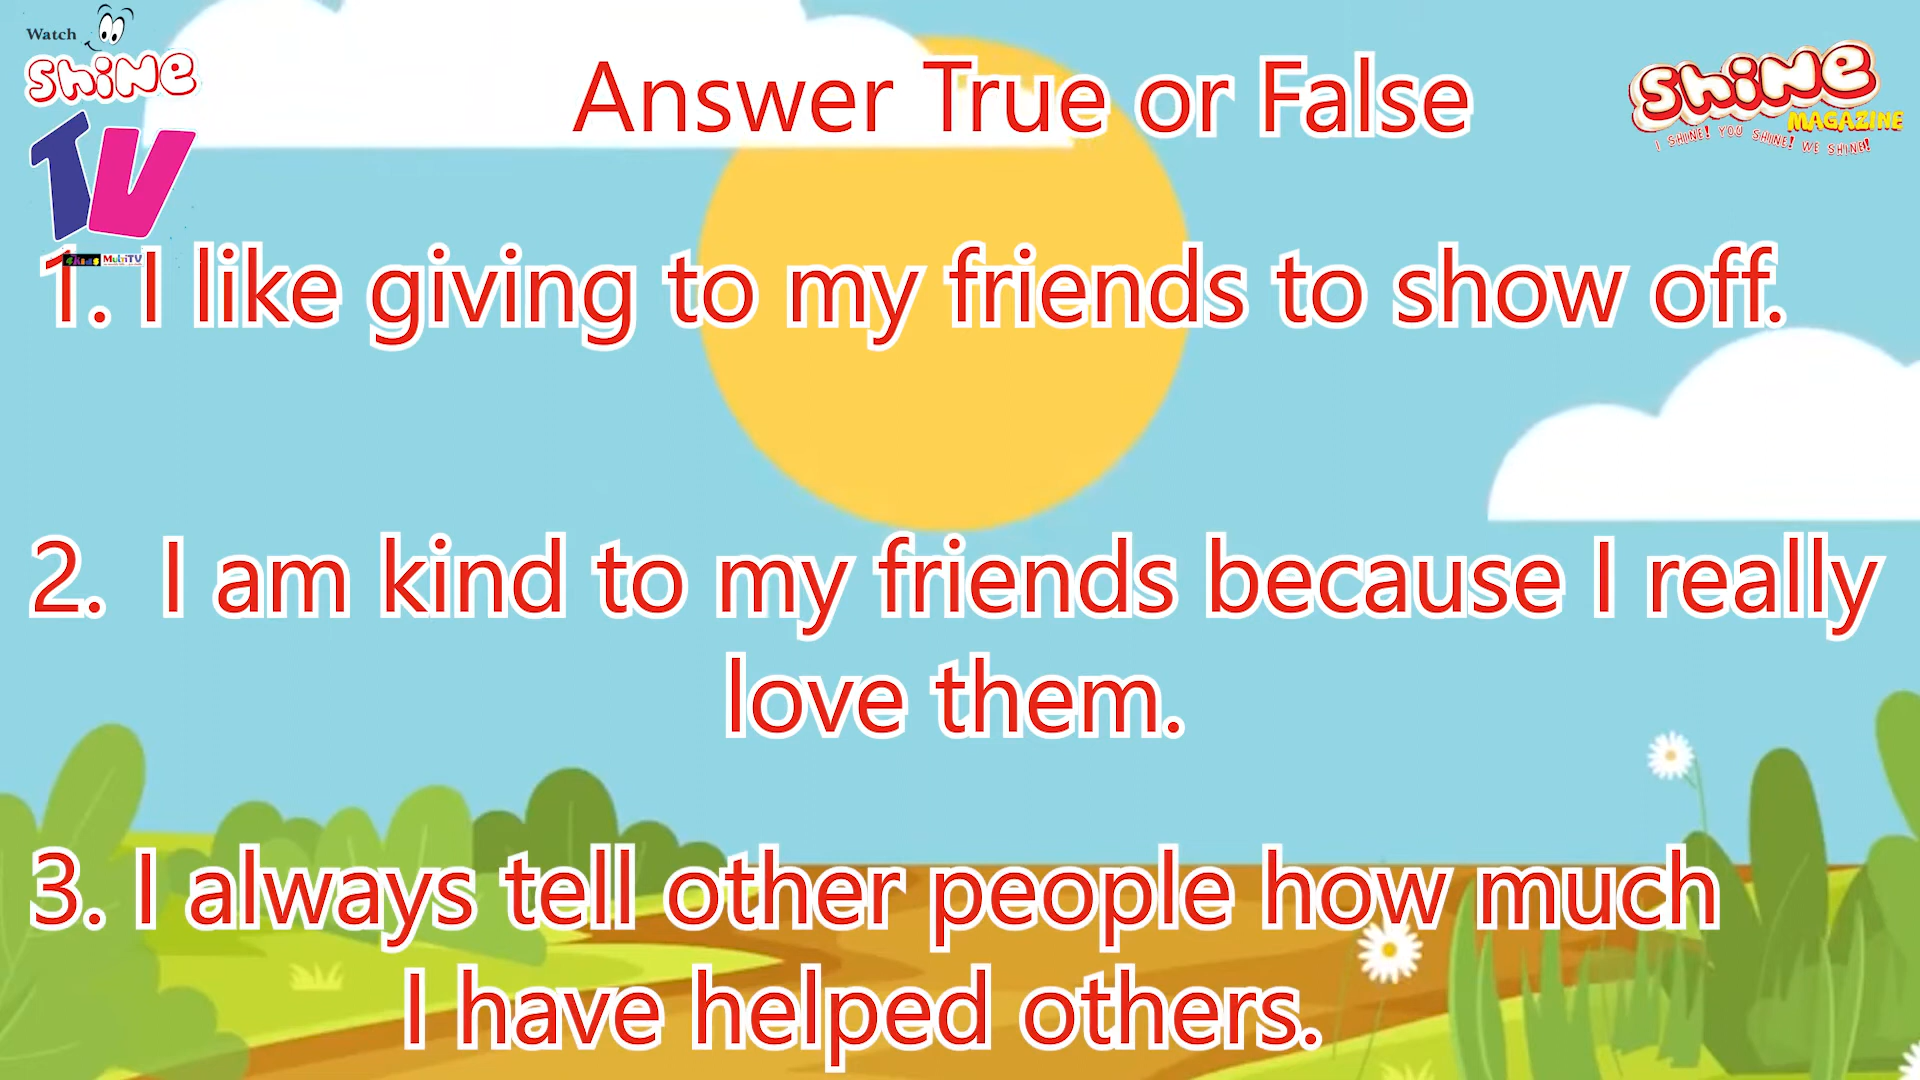 Watch
Shine
TV
4Kids MultiTV
Answer True or False
Shine
MAGAZINE
I SHINE! YOU SHINE! WE SHINE!
1. I like giving to my friends to show off.
2. I am kind to my friends because I really
love them.
3. I always tell other people how much
I have helped others.